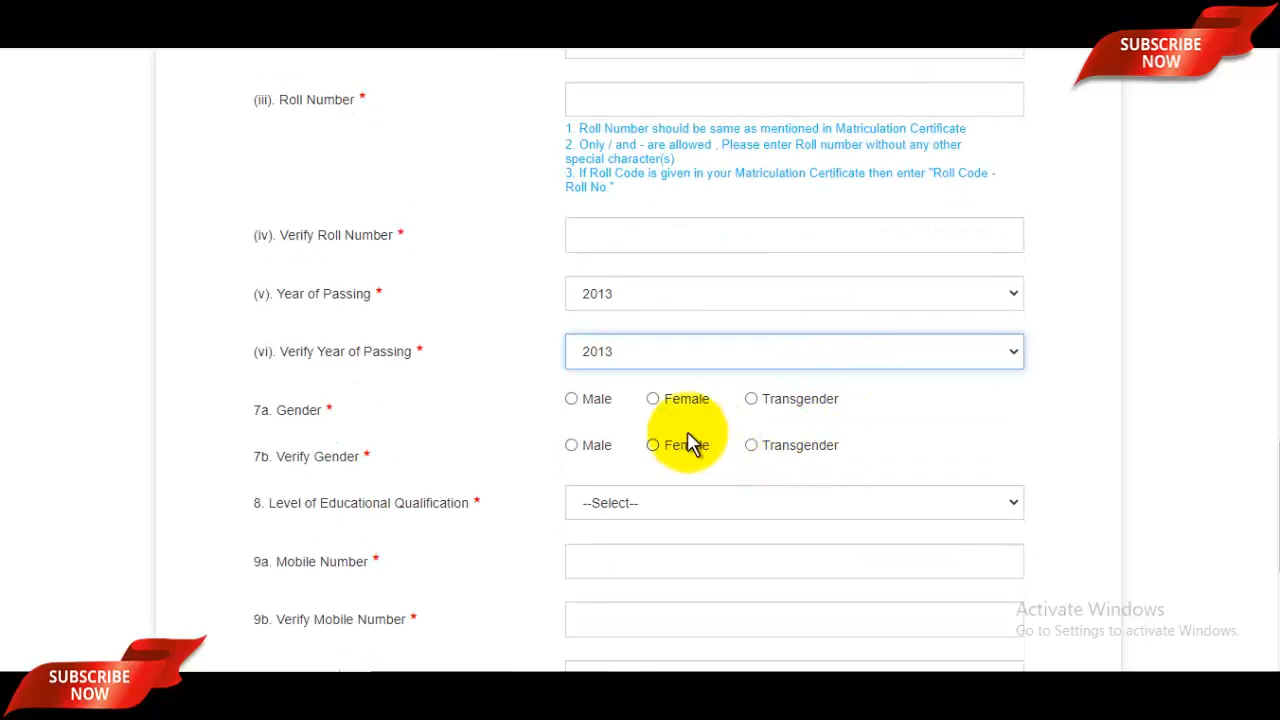 SUBSCRIBE
NOW
(iii). Roll Number *
1. Roll Number should be same as mentioned in Matriculation Certificate
2. Only / and - are allowed , Please enter Roll number without any other
special character(s)
3. If Roll Code is given in your Matriculation Certificate then enter "Roll Code -
Roll No."
(iv). Verify Roll Number *
(v). Year of Passing *
2013
(vi). Verify Year of Passing *
2013
7a. Gender *
Male Female Transgender
7b. Verify Gender *
Male Female Transgender
8. Level of Educational Qualification *
--Select--
9a. Mobile Number *
9b. Verify Mobile Number *
Activate Windows
Go to Settings to activate Windows.
SUBSCRIBE
NOW